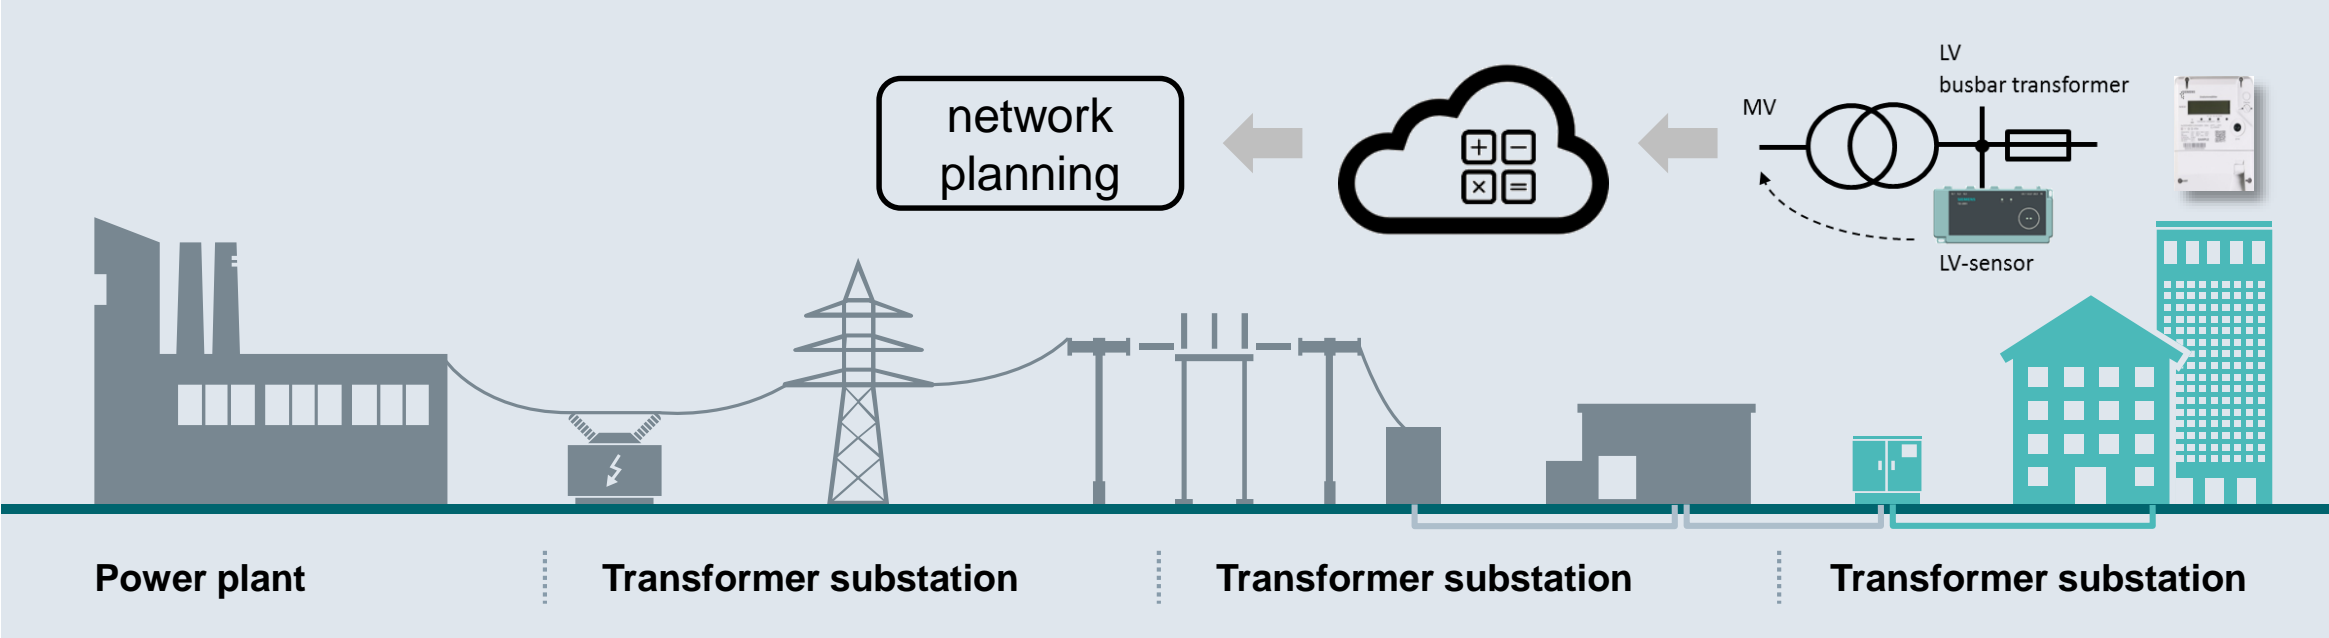 LV
busbar transformer
MV
network
planning
+ −
× =
LV-sensor
Power plant
Transformer substation
Transformer substation
Transformer substation